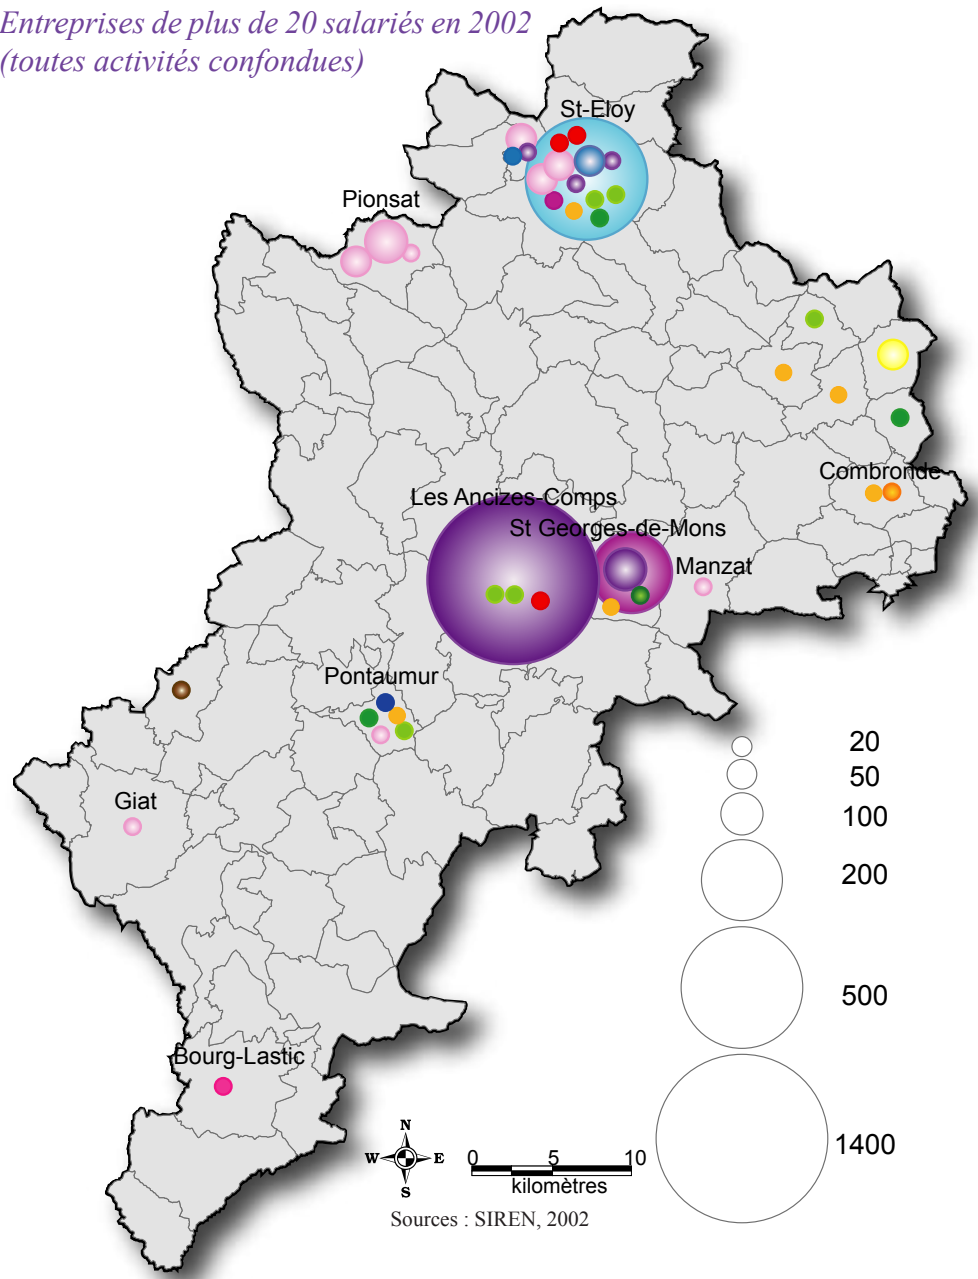 Entreprises de plus de 20 salariés en 2002
(toutes activités confondues)
St-Eloy
Pionsat
Combronde
Les Ancizes-Comps
St Georges-de-Mons
Manzat
Pontaumur
Giat
Bourg-Lastic
20
50
100
200
500
1400
N
W E
S
0 5 10
kilomètres
Sources : SIREN, 2002